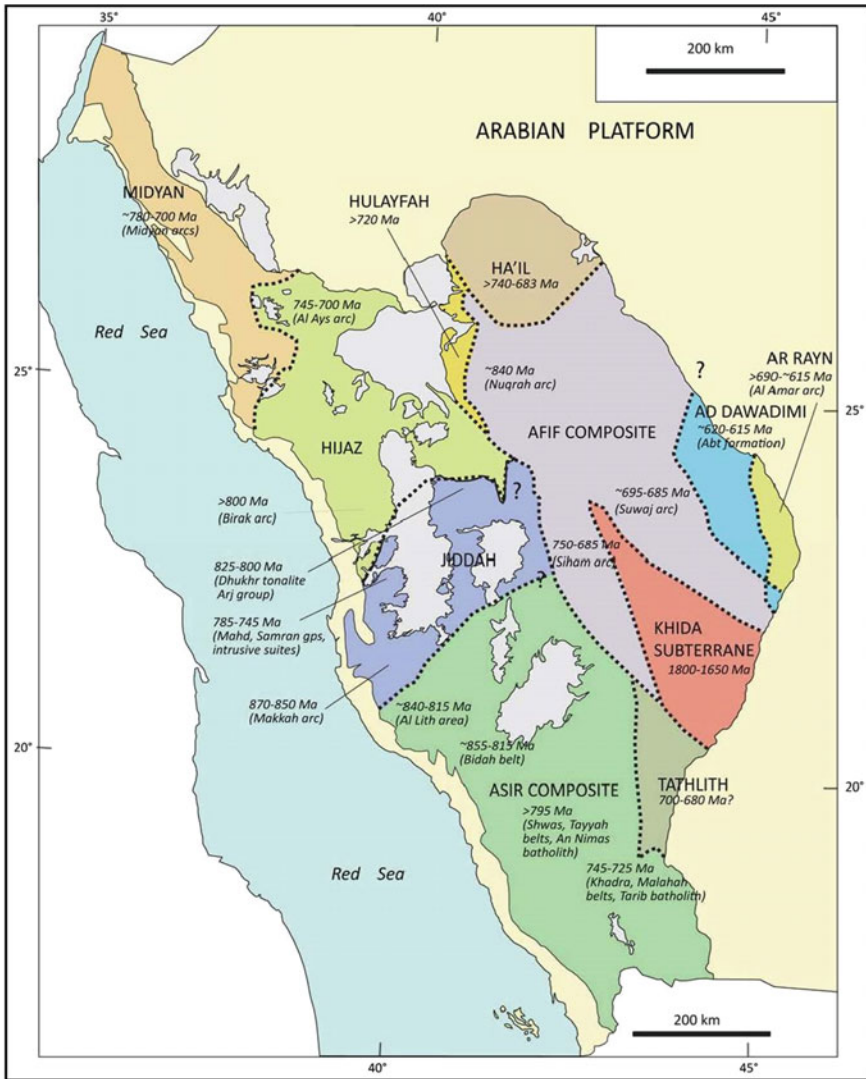 35°
40°
45°
200 km
ARABIAN PLATFORM
MIDYAN
~780-700 Ma
(Midyan arcs)
HULAYFAH
>720 Ma
HA'IL
>740-683 Ma
745-700 Ma
(Al Ays arc)
Red Sea
25°
~840 Ma
(Nuqrah arc)
?
AR RAYN
>690-~615 Ma
(Al Amar arc)
25°
AD DAWADIMI
~620-615 Ma
(Abt formation)
AFIF COMPOSITE
HIJAZ
>800 Ma
(Birak arc)
?
~695-685 Ma
(Suwaj arc)
825-800 Ma
(Dhukhr tonalite
Arj group)
JIDDAH
750-685 Ma
(Siham arc)
?
785-745 Ma
(Mahd, Samran gps,
intrusive suites)
KHIDA
SUBTERRANE
1800-1650 Ma
870-850 Ma
(Makkah arc)
~840-815 Ma
(Al Lith area)
20°
~855-815 Ma
(Bidah belt)
20°
ASIR COMPOSITE
>795 Ma
(Shwas, Tayyah
belts, An Nimas
batholith)
TATHLITH
700-680 Ma?
Red Sea
745-725 Ma
(Khadra, Malahah
belts, Tarib batholith)
200 km
40°
45°